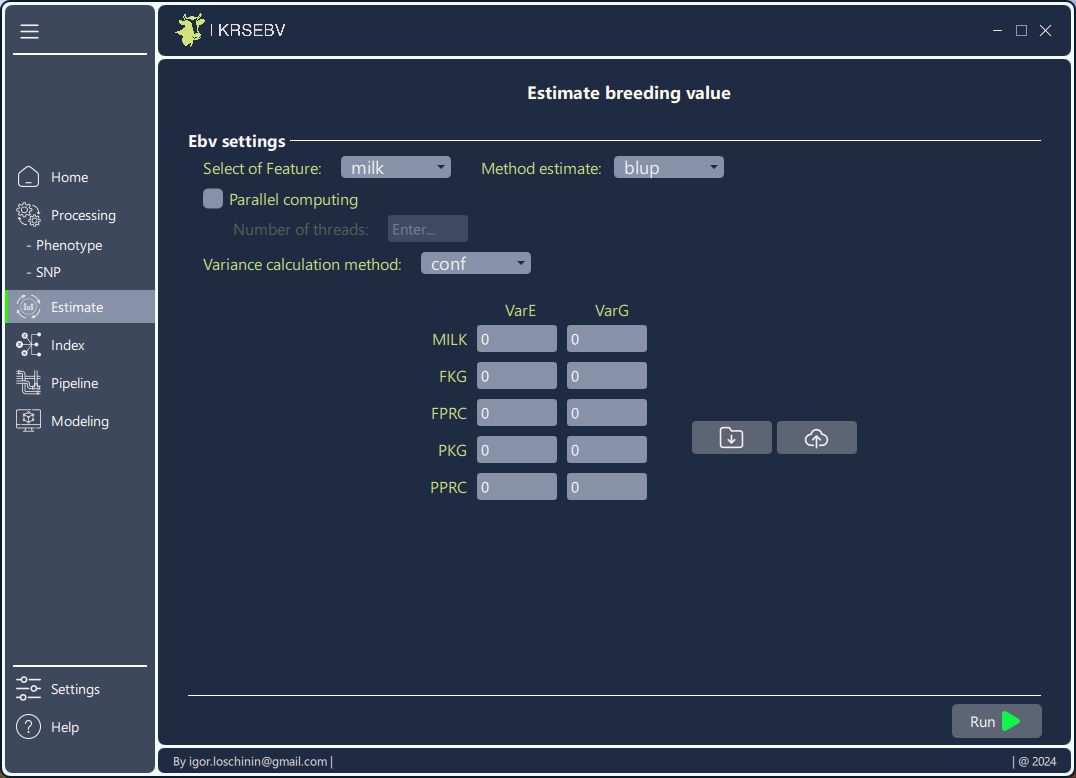 | KRSEBV
Home
Processing
- Phenotype
- SNP
Estimate
Index
Pipeline
Modeling
Settings
Help
Estimate breeding value
Ebv settings
Select of Feature: milk Method estimate: blup
Parallel computing
Number of threads: Enter...
Variance calculation method: conf
VarE VarG
MILK 0 0
FKG 0 0
FPRC 0 0
PKG 0 0
PPRC 0 0
Run
By igor.loschinin@gmail.com | | @ 2024